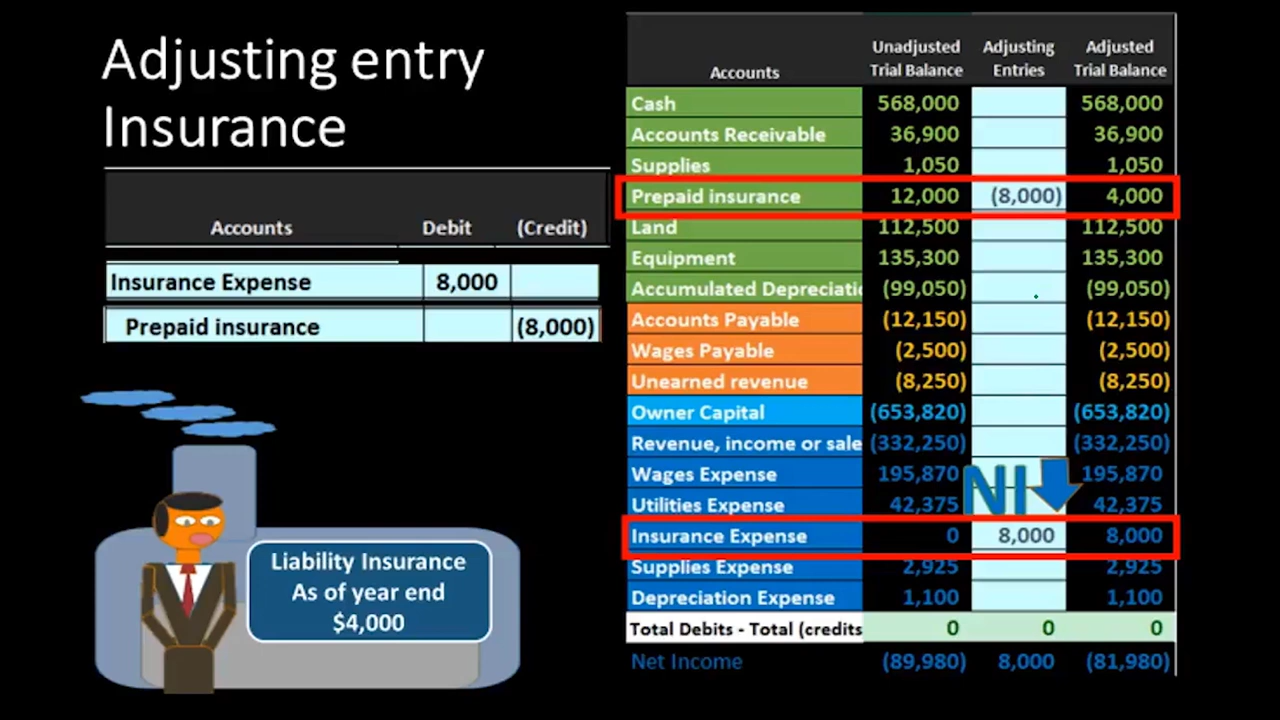 Adjusting entry
Insurance
Accounts Debit (Credit)
Insurance Expense 8,000
Prepaid insurance (8,000)
Liability Insurance
As of year end
$4,000
Unadjusted Adjusting Adjusted
Accounts Trial Balance Entries Trial Balance
Cash 568,000 568,000
Accounts Receivable 36,900 36,900
Supplies 1,050 1,050
Prepaid insurance 12,000 (8,000) 4,000
Land 112,500 112,500
Equipment 135,300 135,300
Accumulated Depreciatio (99,050) (99,050)
Accounts Payable (12,150) (12,150)
Wages Payable (2,500) (2,500)
Unearned revenue (8,250) (8,250)
Owner Capital (653,820) (653,820)
Revenue, income or sale (332,250) (332,250)
Wages Expense 195,870 195,870
NI
Utilities Expense 42,375 42,375
Insurance Expense 0 8,000 8,000
Supplies Expense 2,925 2,925
Depreciation Expense 1,100 1,100
Total Debits - Total (credits 0 0 0
Net Income (89,980) 8,000 (81,980)